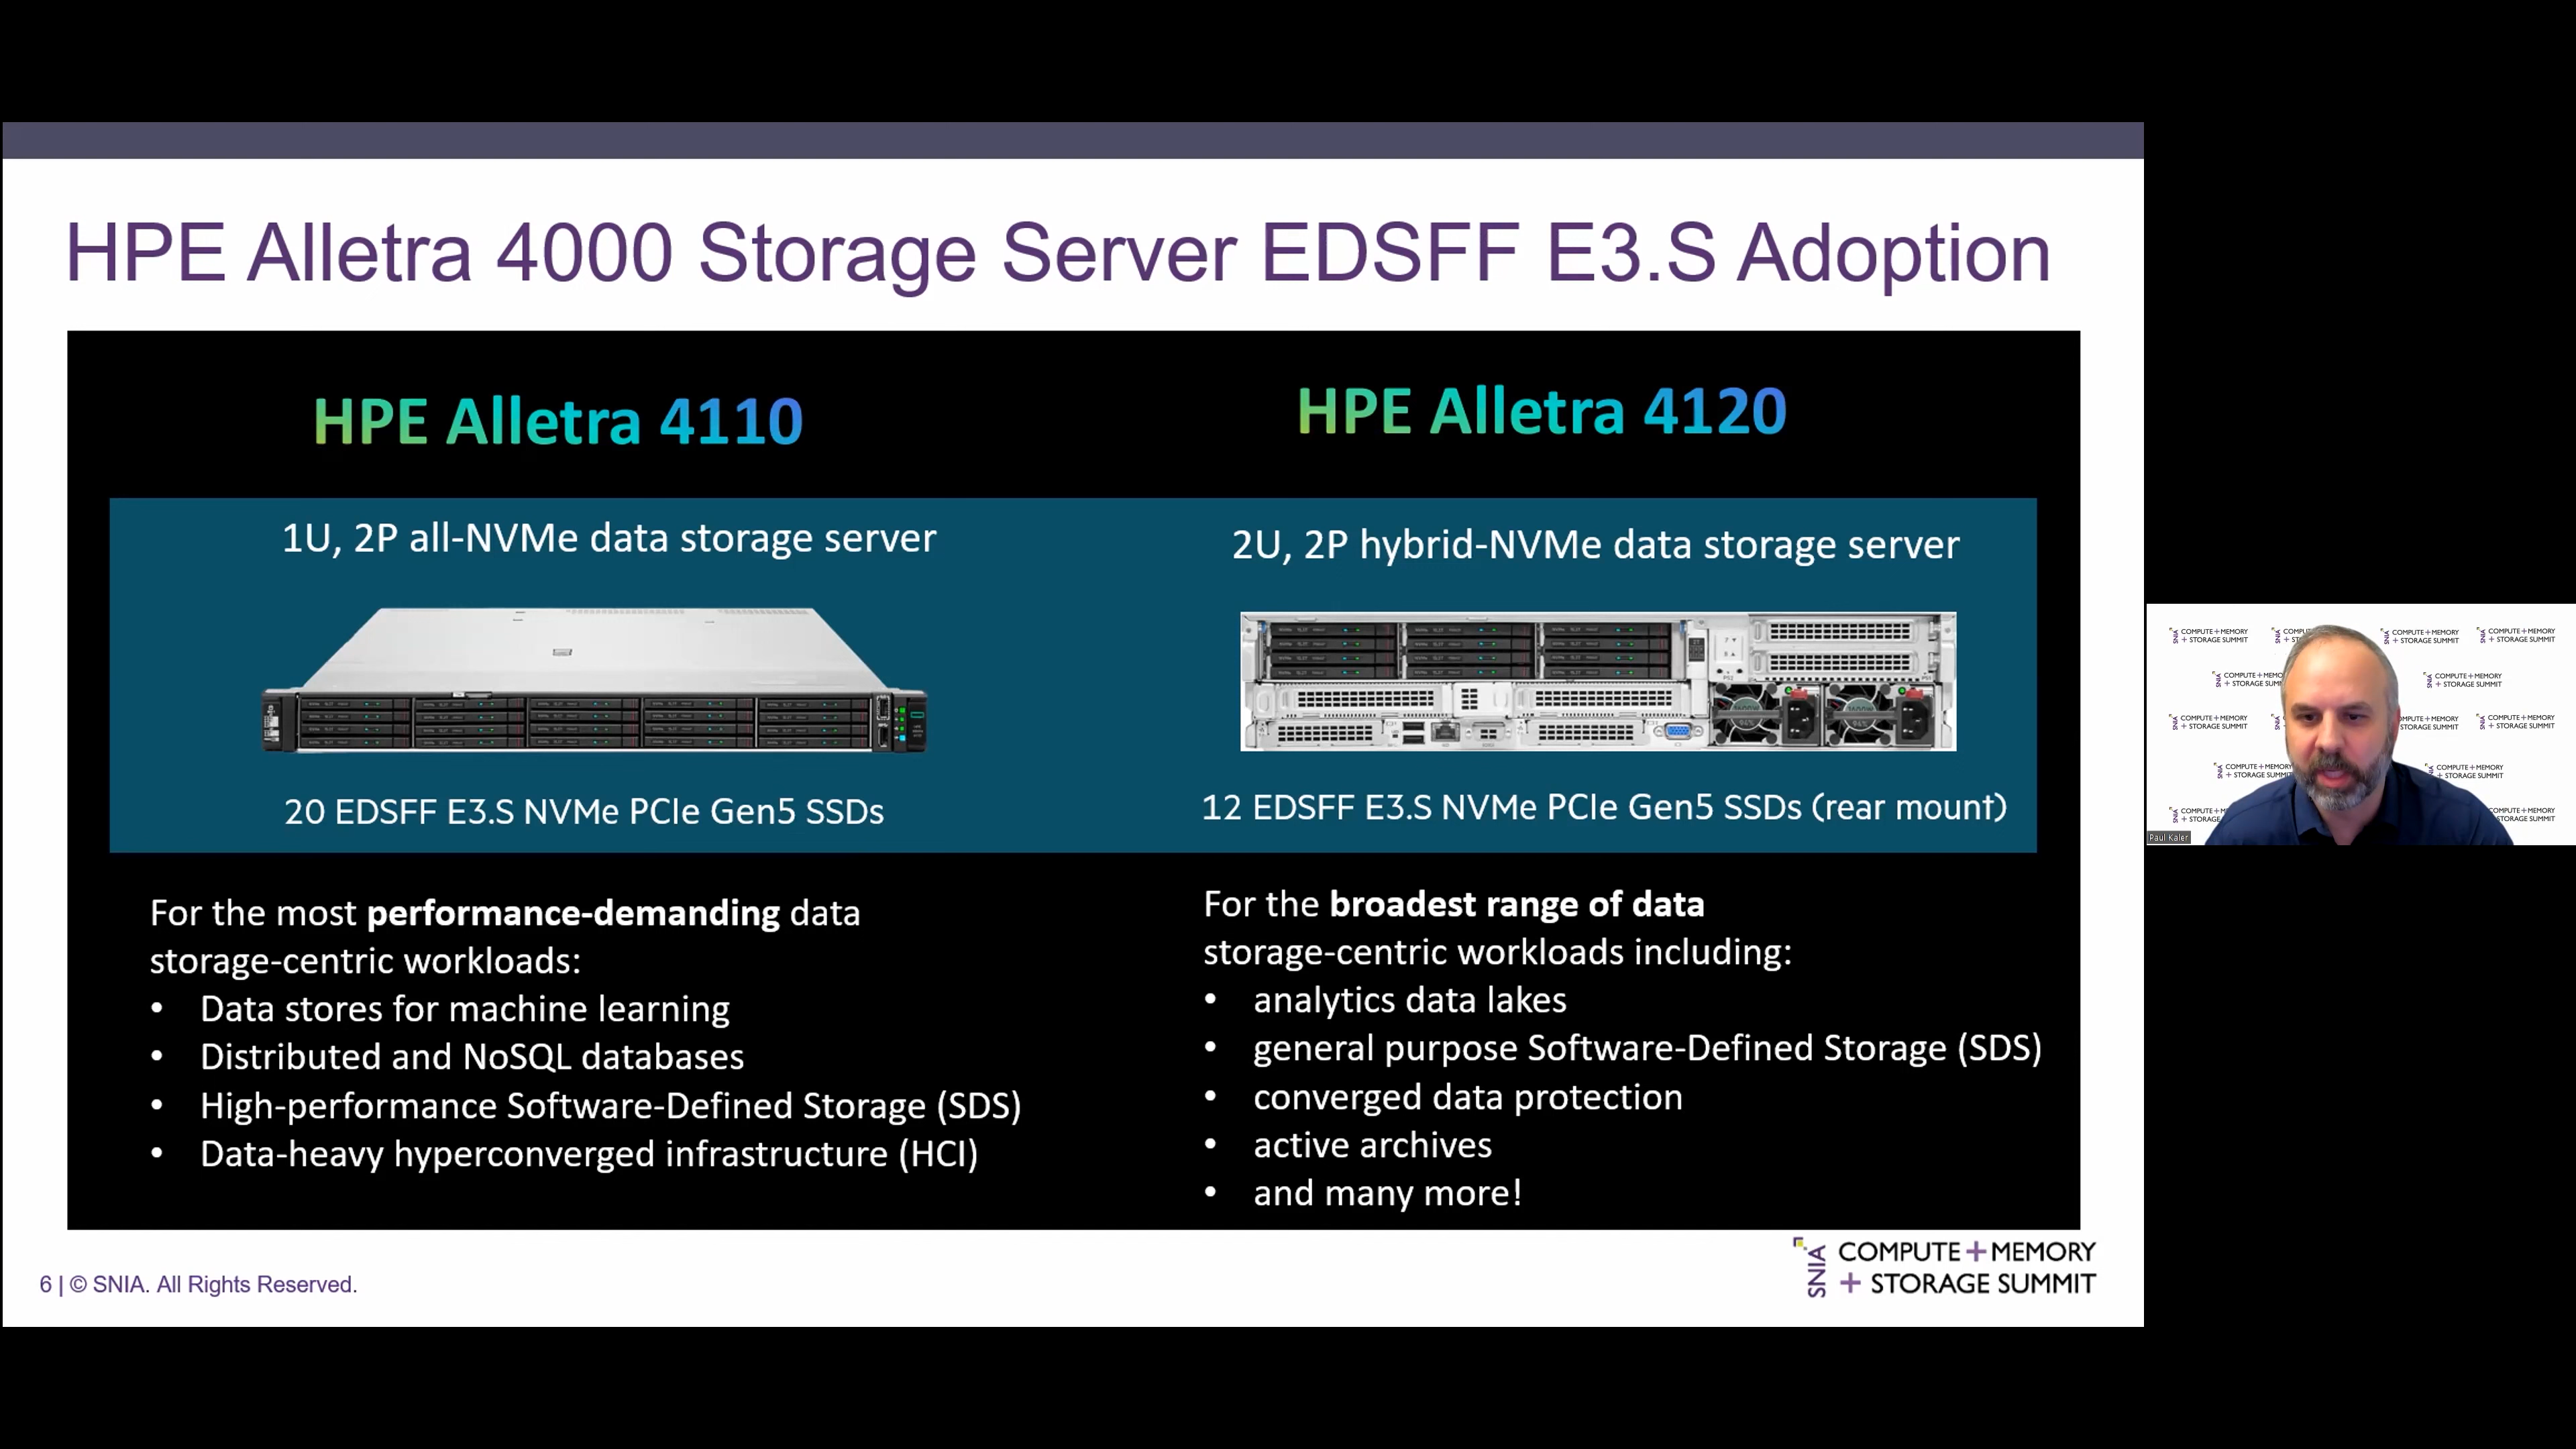 HPE Alletra 4000 Storage Server EDSFF E3.S Adoption
HPE Alletra 4110
1U, 2P all-NVMe data storage server
20 EDSFF E3.S NVMe PCIe Gen5 SSDs
For the most performance-demanding data
storage-centric workloads:
• Data stores for machine learning
• Distributed and NoSQL databases
• High-performance Software-Defined Storage (SDS)
• Data-heavy hyperconverged infrastructure (HCI)
HPE Alletra 4120
2U, 2P hybrid-NVMe data storage server
12 EDSFF E3.S NVMe PCIe Gen5 SSDs (rear mount)
For the broadest range of data
storage-centric workloads including:
• analytics data lakes
• general purpose Software-Defined Storage (SDS)
• converged data protection
• active archives
• and many more!
6 | © SNIA. All Rights Reserved.
SNIA COMPUTE+MEMORY
+ STORAGE SUMMIT
SNIA COMPUTE+MEMORY
+ STORAGE SUMMIT
Paul Kaler